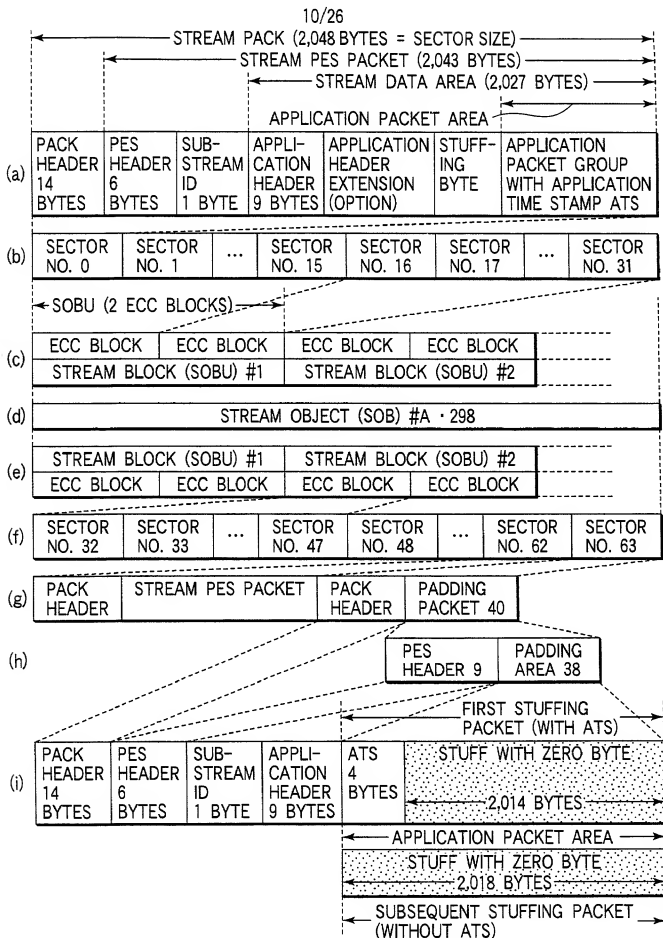 10/26
STREAM PACK (2,048 BYTES = SECTOR SIZE)
STREAM PES PACKET (2,043 BYTES)
STREAM DATA AREA (2,027 BYTES)
APPLICATION PACKET AREA
(a)
PACK HEADER 14 BYTES
PES HEADER 6 BYTES
SUB- STREAM ID 1 BYTE
APPLI- CATION HEADER 9 BYTES
APPLICATION HEADER EXTENSION (OPTION)
STUFF- ING BYTE
APPLICATION PACKET GROUP WITH APPLICATION TIME STAMP ATS
(b) SECTOR NO. 0 SECTOR NO. 1 ... SECTOR NO. 15 SECTOR NO. 16 SECTOR NO. 17 ... SECTOR NO. 31
SOBU (2 ECC BLOCKS)
(c) ECC BLOCK ECC BLOCK ECC BLOCK ECC BLOCK
STREAM BLOCK (SOBU) #1 STREAM BLOCK (SOBU) #2
(d) STREAM OBJECT (SOB) #A · 298
(e) STREAM BLOCK (SOBU) #1 STREAM BLOCK (SOBU) #2
ECC BLOCK ECC BLOCK ECC BLOCK ECC BLOCK
(f) SECTOR NO. 32 SECTOR NO. 33 ... SECTOR NO. 47 SECTOR NO. 48 ... SECTOR NO. 62 SECTOR NO. 63
(g) PACK HEADER STREAM PES PACKET PACK HEADER PADDING PACKET 40
(h) PES HEADER 9 PADDING AREA 38
FIRST STUFFING PACKET (WITH ATS)
(i)
PACK HEADER 14 BYTES
PES HEADER 6 BYTES
SUB- STREAM ID 1 BYTE
APPLI- CATION HEADER 9 BYTES
ATS 4 BYTES
STUFF WITH ZERO BYTE
2,014 BYTES
APPLICATION PACKET AREA
STUFF WITH ZERO BYTE
2,018 BYTES
SUBSEQUENT STUFFING PACKET (WITHOUT ATS)